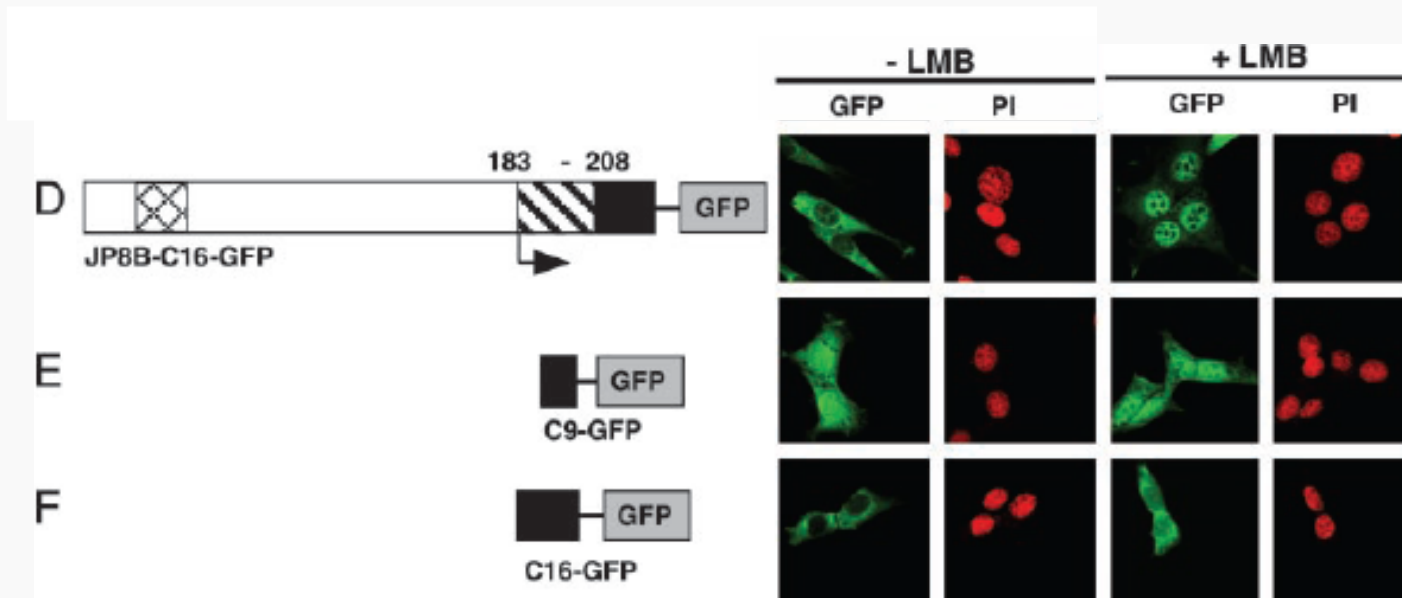 - LMB + LMB
GFP PI GFP PI
183 - 208
D GFP
JP8B-C16-GFP
E GFP
C9-GFP
F GFP
C16-GFP